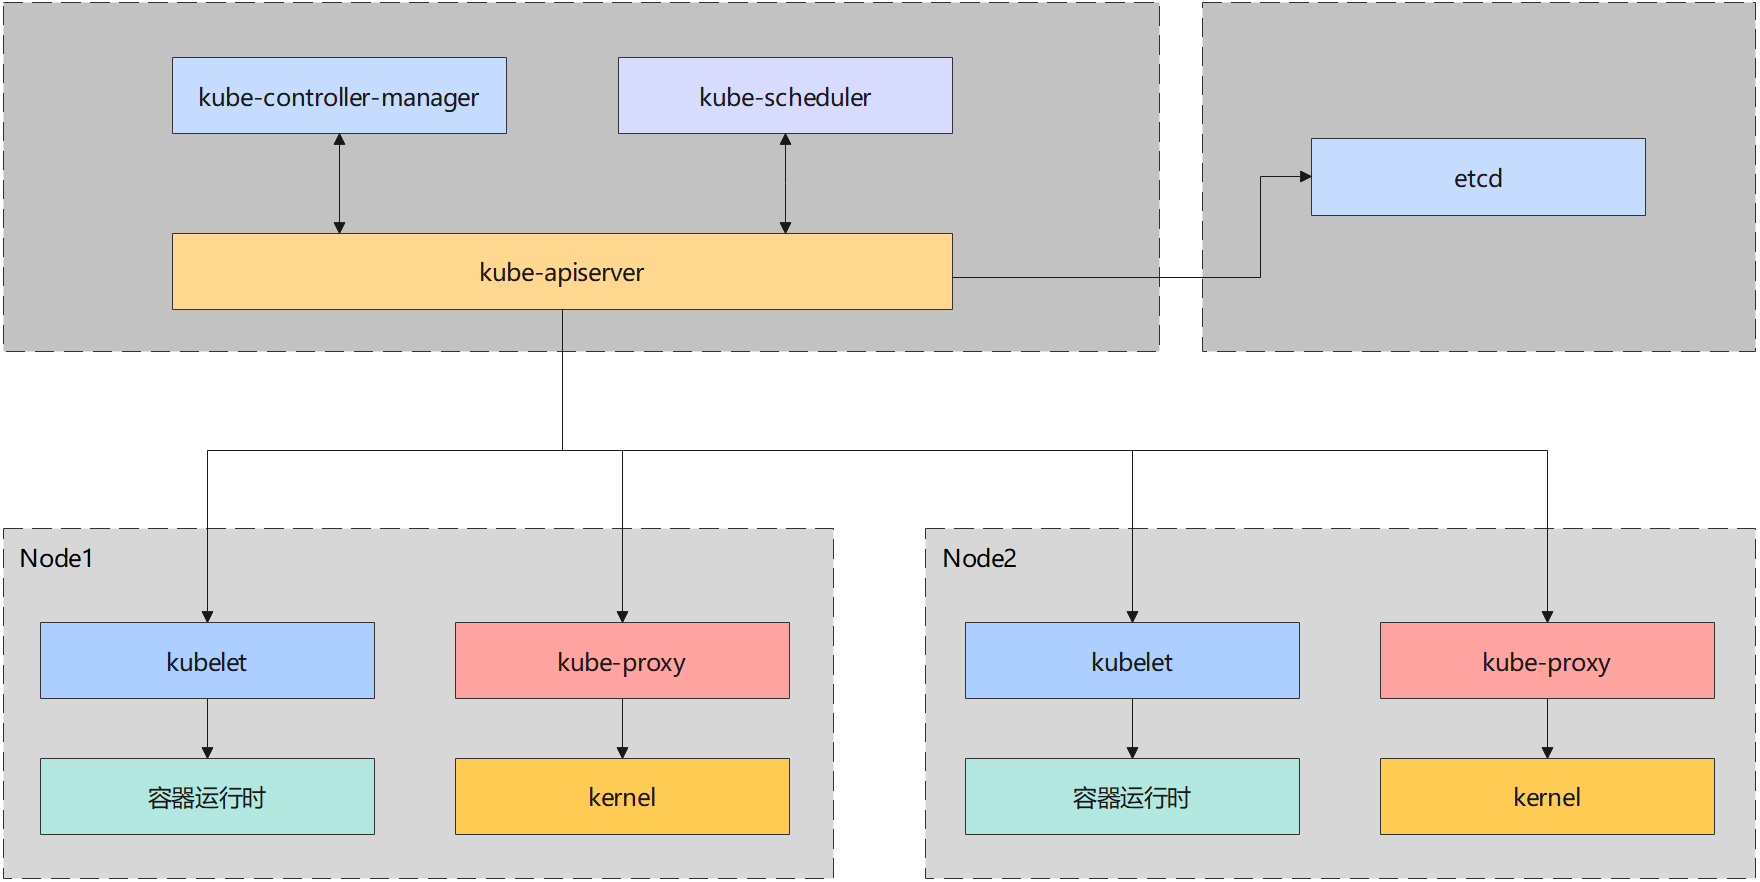 kube-controller-manager
kube-scheduler
etcd
kube-apiserver
Node1
Node2
kubelet
kube-proxy
kubelet
kube-proxy
容器运行时
kernel
容器运行时
kernel